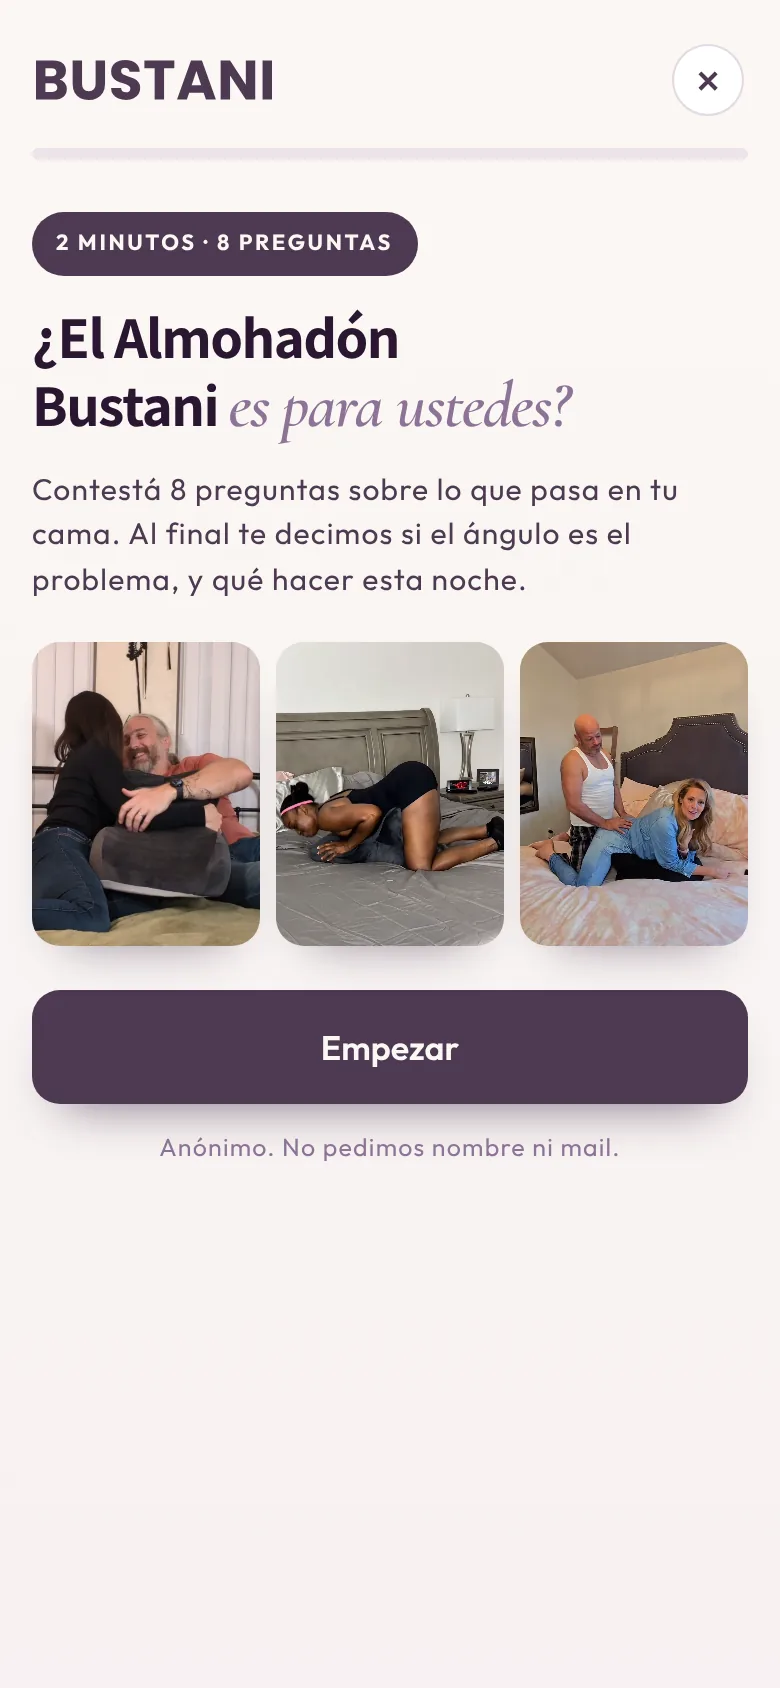 BUSTANI
2 MINUTOS · 8 PREGUNTAS
¿El Almohadón
Bustani es para ustedes?
Contestá 8 preguntas sobre lo que pasa en tu
cama. Al final te decimos si el ángulo es el
problema, y qué hacer esta noche.
Empezar
Anónimo. No pedimos nombre ni mail.